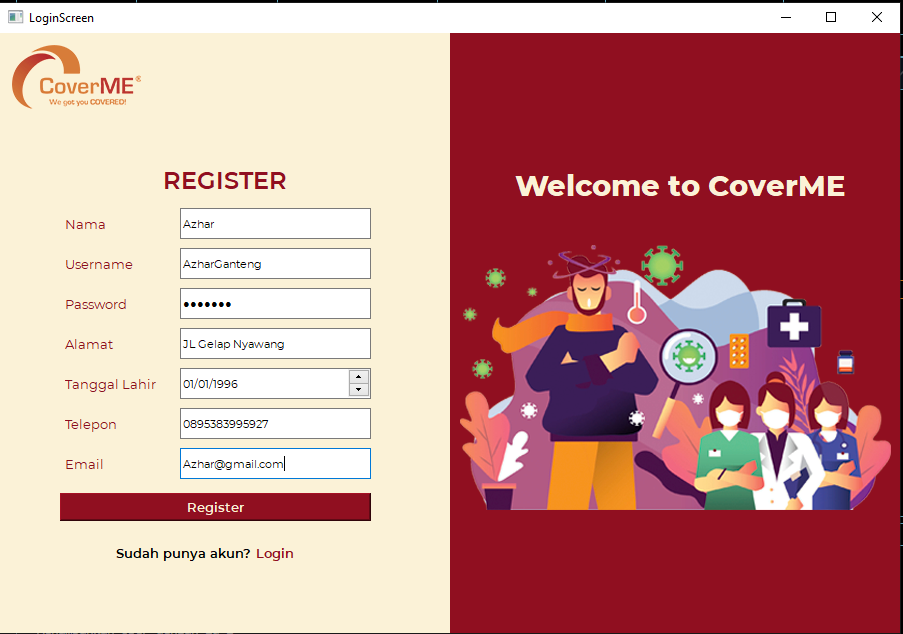 LoginScreen
CoverME®
We got you COVERED!
REGISTER
Nama Azhar
Username AzharGanteng
Password •••••••
Alamat JL Gelap Nyawang
Tanggal Lahir 01/01/1996
Telepon 0895383995927
Email Azhar@gmail.com
Register
Sudah punya akun? Login
Welcome to CoverME